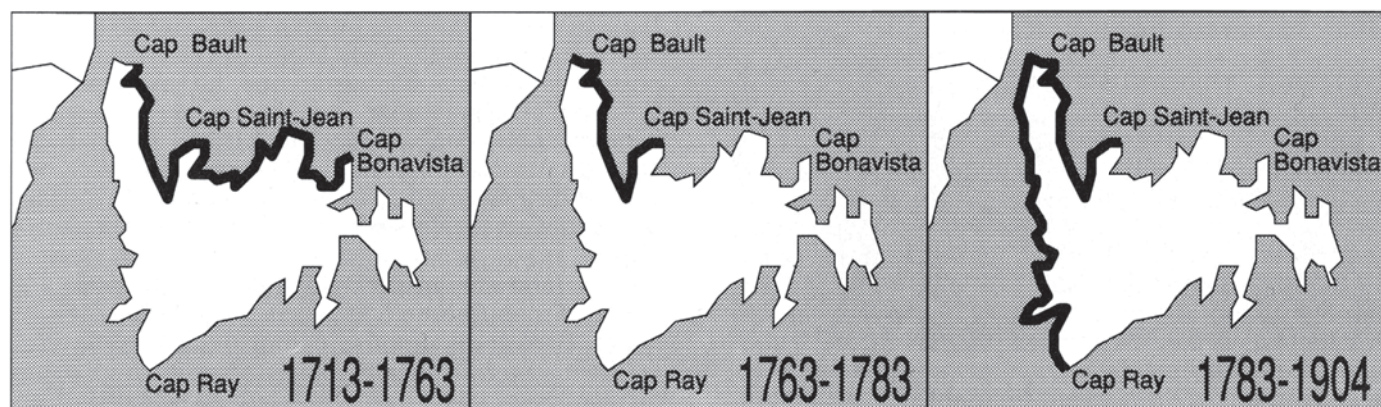 Cap Bault
Cap Saint-Jean
Cap
Bonavista
Cap Ray
1713-1763
Cap Bault
Cap Saint-Jean
Cap
Bonavista
Cap Ray
1763-1783
Cap Bault
Cap Saint-Jean
Cap
Bonavista
Cap Ray
1783-1904